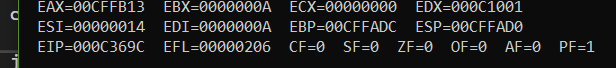 EAX=00CFFB13  EBX=0000000A  ECX=00000000  EDX=000C1001
ESI=00000014  EDI=0000000A  EBP=00CFFADC  ESP=00CFFAD0
EIP=000C369C  EFL=00000206  CF=0  SF=0  ZF=0  OF=0  AF=0  PF=1